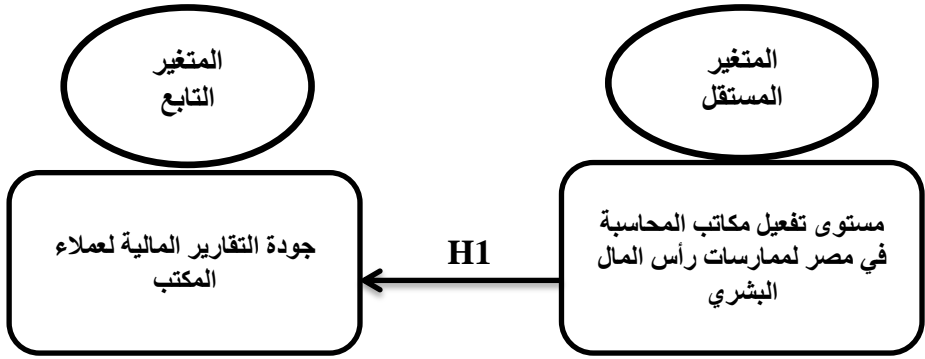 المتغير
المستقل
المتغير
التابع
مستوى تفعيل مكاتب المحاسبة
في مصر لممارسات رأس المال
البشري
H1
جودة التقارير المالية لعملاء
المكتب